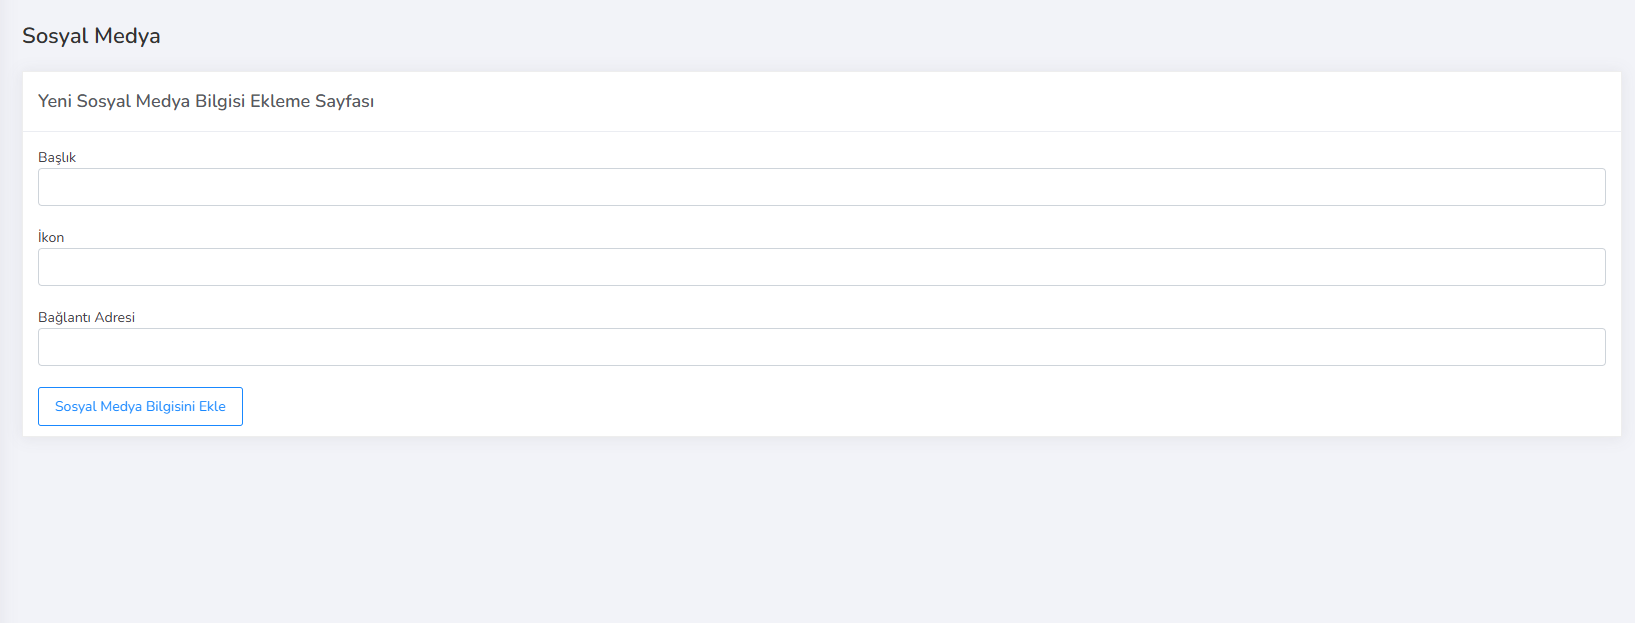 Sosyal Medya
Yeni Sosyal Medya Bilgisi Ekleme Sayfası
Başlık
İkon
Bağlantı Adresi
Sosyal Medya Bilgisini Ekle